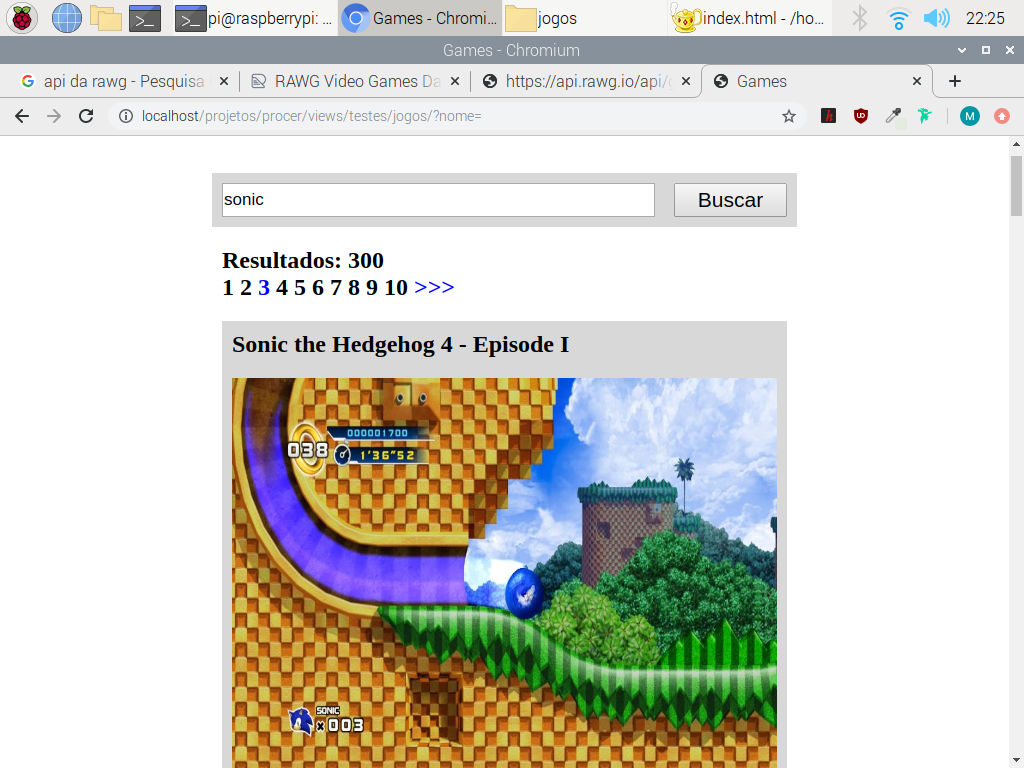 pi@raspberrypi: ...
Games - Chromi...
jogos
index.html - /ho...
22:25
Games - Chromium
api da rawg - Pesquisa
RAWG Video Games Da
https://api.rawg.io/api/
Games
localhost/projetos/procer/views/testes/jogos/?nome=
h
UD
M
sonic
Buscar
Resultados: 300
1 2 3 4 5 6 7 8 9 10 >>>
Sonic the Hedgehog 4 - Episode I
000001700
038
1'36"52
SONIC
×003